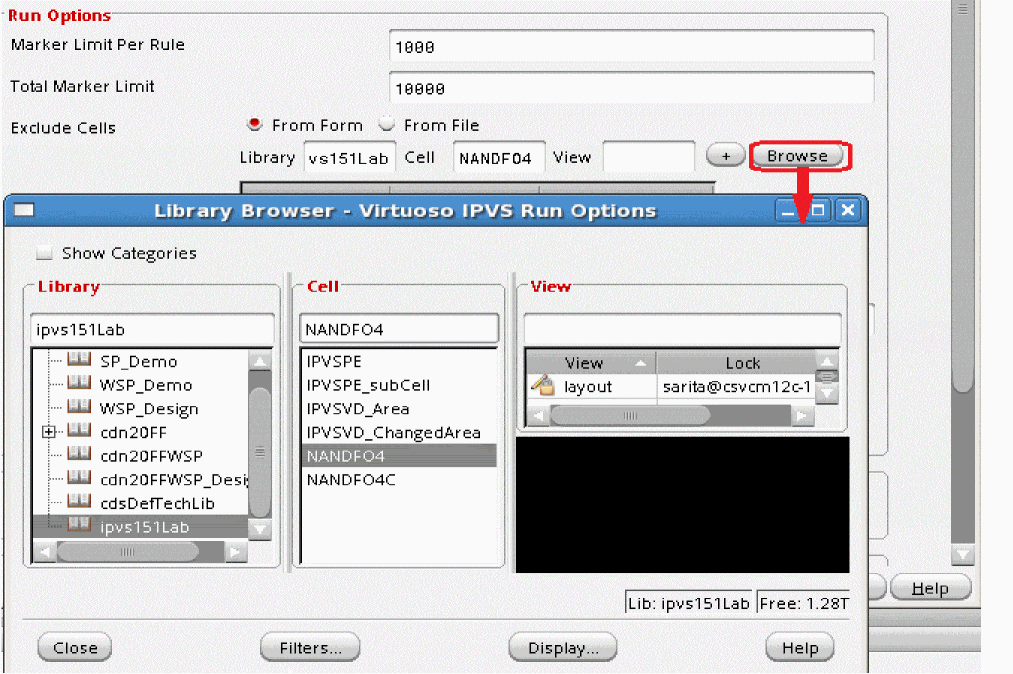 Run Options
Marker Limit Per Rule 1000
Total Marker Limit 10000
Exclude Cells From Form From File
Library vs151Lab Cell NANDFO4 View + Browse
Library Browser - Virtuoso IPVS Run Options
Show Categories
Library Cell View
ipvs151Lab NANDFO4
SP_Demo IPVSPE View Lock
WSP_Demo IPVSPE_subCell layout sarita@csvcm12c-1
WSP_Design IPVSVD_Area
cdn20FF IPVSVD_ChangedArea
cdn20FFWSP NANDFO4
cdn20FFWSP_Desi NANDFO4C
cdsDefTechLib
ipvs151Lab
Help
Lib: ipvs151Lab Free: 1.28T
Close Filters... Display... Help